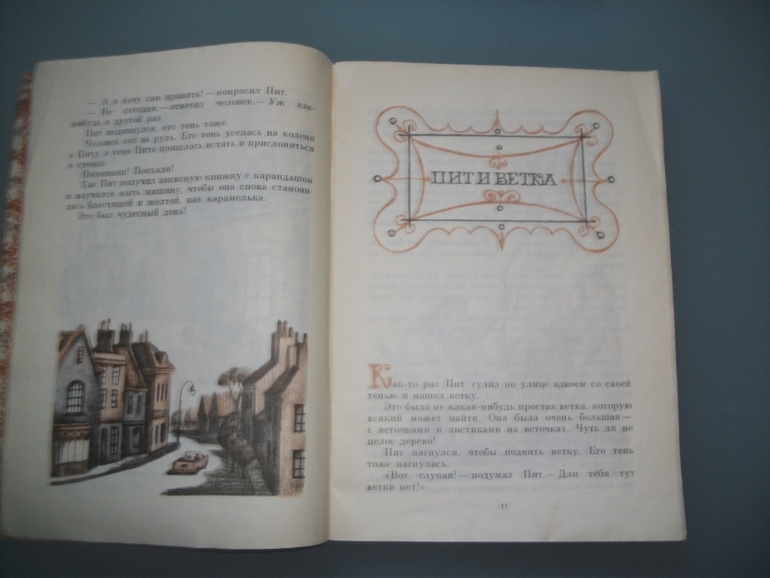 — А я хочу сам править! — попросил Пит.
— Не сегодня, — ответил человек. — Уж как-
нибудь в другой раз.
Пит подвинулся, его тень тоже.
Человек сел за руль. Его тень уселась на колени
к Питу, а тени Пита пришлось встать и прислониться
к стенке.
Пиииипип! Поехали!
Так Пит получил записную книжку с карандашом
и научился мыть машину, чтобы она снова станови-
лась блестящей и желтой, как карамелька.
Это был чудесный день!
ПИТ И ВЕТКА
Как-то раз Пит гулял по улице вдвоем со своей
тенью и нашел ветку.
Это была не какая-нибудь простая ветка, которую
всякий может найти. Она была очень большая —
с веточками и листиками на веточках. Чуть ли не
целое дерево!
Пит нагнулся, чтобы поднять ветку. Его тень
тоже нагнулась.
«Вот глупая! — подумал Пит. — Для тебя тут
ветки нет!»
11